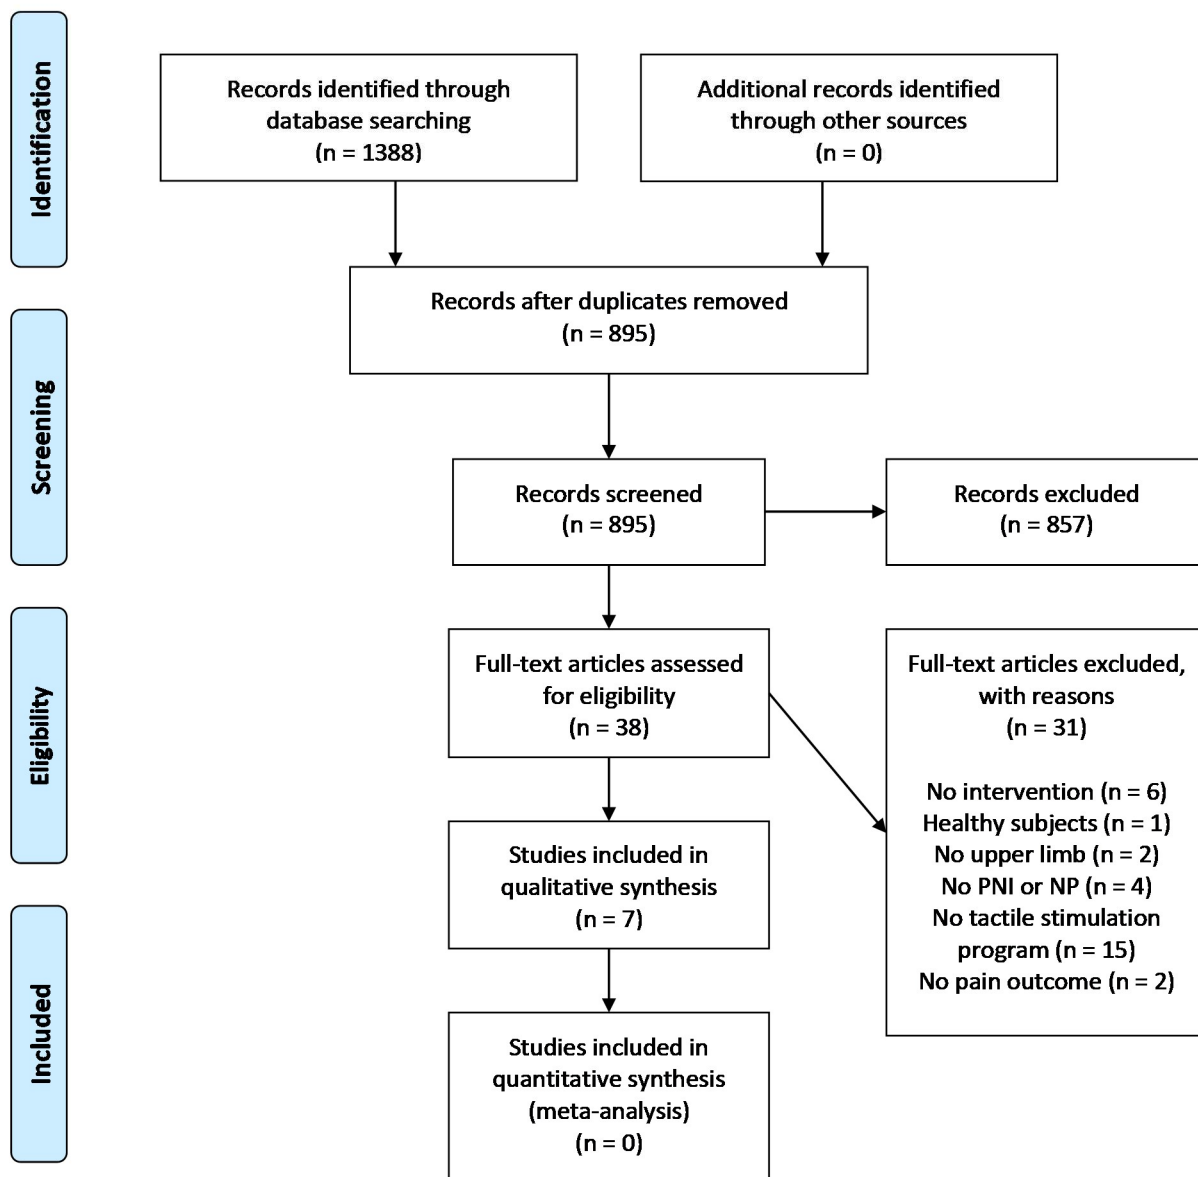 Identification
Records identified through
database searching
(n = 1388)
Additional records identified
through other sources
(n = 0)
Records after duplicates removed
(n = 895)
Screening
Records screened
(n = 895)
Records excluded
(n = 857)
Eligibility
Full-text articles assessed
for eligibility
(n = 38)
Full-text articles excluded,
with reasons
(n = 31)
No intervention (n = 6)
Healthy subjects (n = 1)
No upper limb (n = 2)
No PNI or NP (n = 4)
No tactile stimulation
program (n = 15)
No pain outcome (n = 2)
Studies included in
qualitative synthesis
(n = 7)
Included
Studies included in
quantitative synthesis
(meta-analysis)
(n = 0)